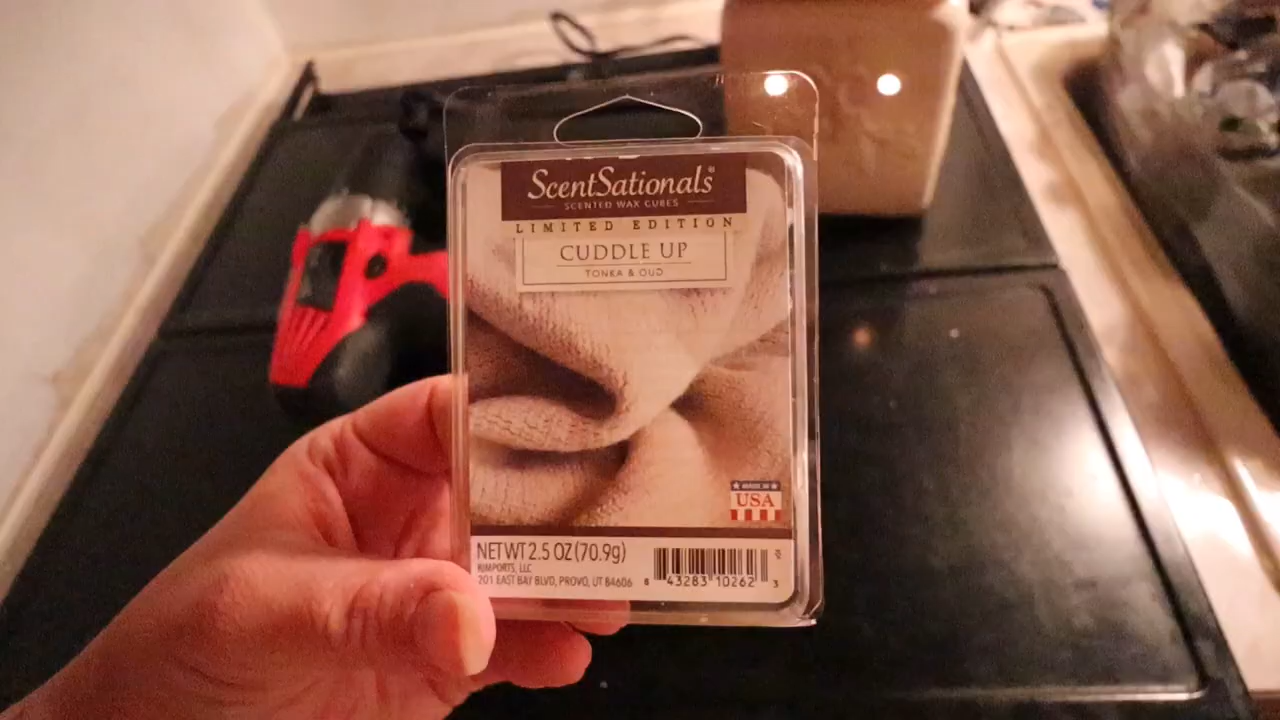 ScentSationals®
SCENTED WAX CUBES
LIMITED EDITION
CUDDLE UP
TONKA & OUD
MADE IN
USA
NET WT 2.5 OZ (70.9g)
RIMPORTS, LLC
201 EAST BAY BLVD, PROVO, UT 84606
8 43283 10262 3